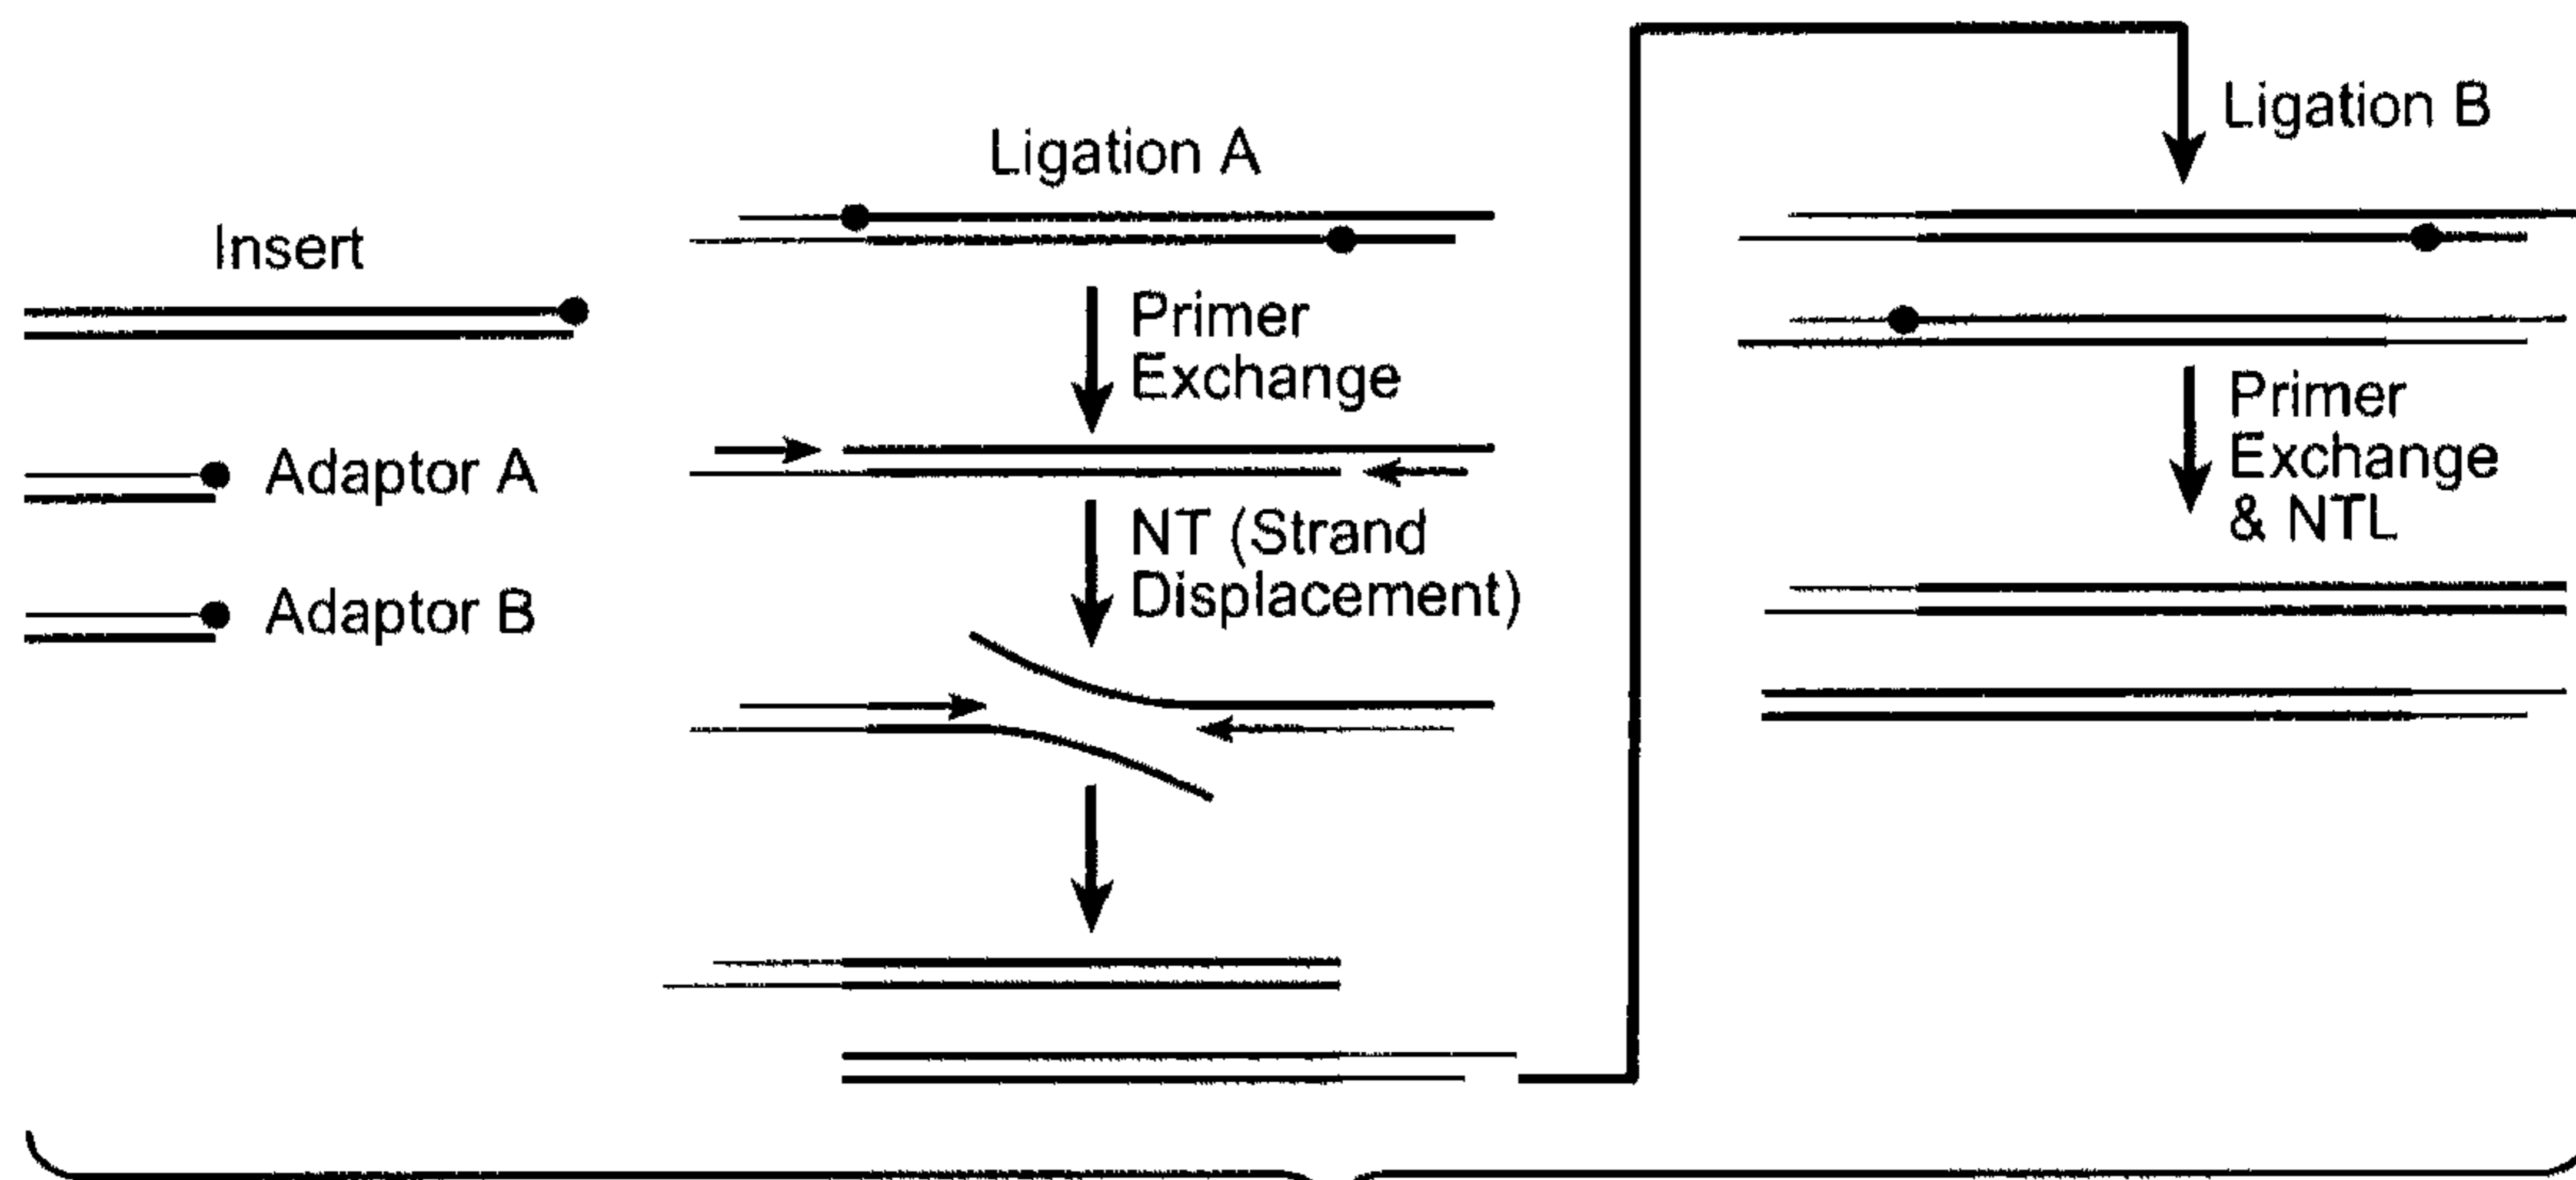 Insert
Adaptor A
Adaptor B
Ligation A
Primer
Exchange
NT (Strand
Displacement)
Ligation B
Primer
Exchange
& NTL